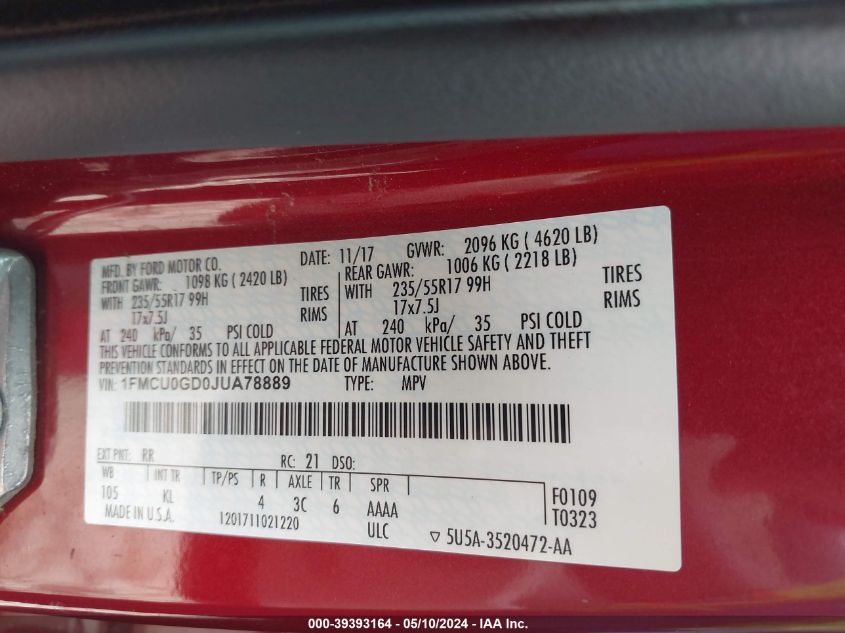 MFD. BY FORD MOTOR CO. DATE: 11/17 GVWR: 2096 KG ( 4620 LB)
FRONT GAWR: 1098 KG ( 2420 LB) REAR GAWR: 1006 KG ( 2218 LB)
WITH 235/55R17 99H TIRES WITH 235/55R17 99H TIRES
17x7.5J RIMS 17x7.5J RIMS
AT 240 kPa/ 35 PSI COLD AT 240 kPa/ 35 PSI COLD
THIS VEHICLE CONFORMS TO ALL APPLICABLE FEDERAL MOTOR VEHICLE SAFETY AND THEFT
PREVENTION STANDARDS IN EFFECT ON THE DATE OF MANUFACTURE SHOWN ABOVE.
VIN: 1FMCU0GD0JUA78889 TYPE: MPV
EXT PNT: RR RC: 21 DSO:
WB INT TR TP/PS R AXLE TR SPR
105 KL 4 3C 6 AAAA F0109
MADE IN U.S.A. 1201711021220 ULC T0323
5U5A-3520472-AA
000-39393164 - 05/10/2024 - IAA Inc.